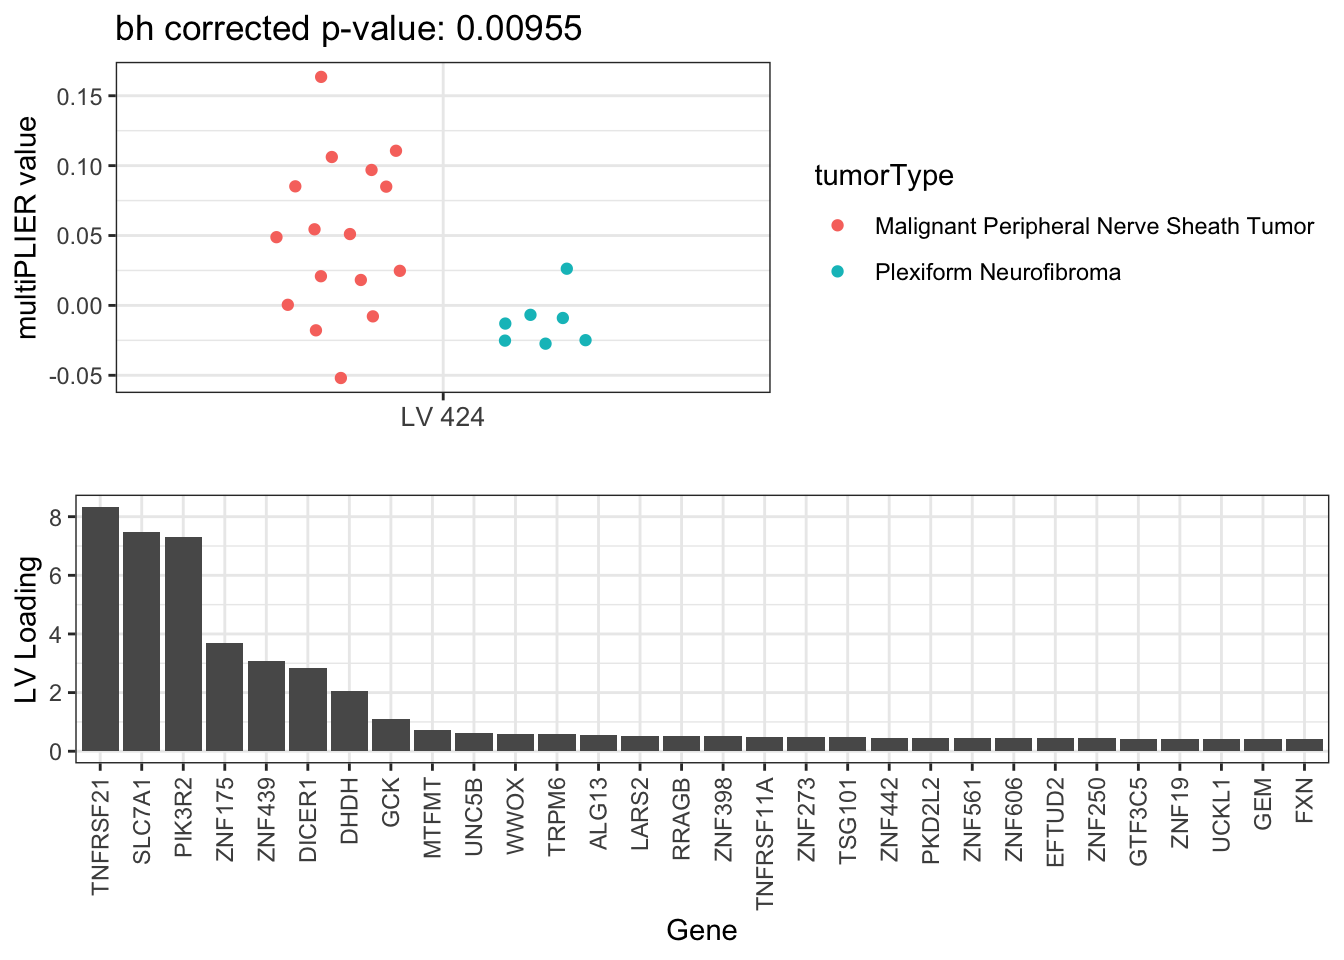 bh corrected p-value: 0.00955
multiPLIER value
0.15
0.10
0.05
0.00
-0.05
LV 424
tumorType
Malignant Peripheral Nerve Sheath Tumor
Plexiform Neurofibroma
LV Loading
8
6
4
2
0
TNFRSF21
SLC7A1
PIK3R2
ZNF175
ZNF439
DICER1
DHDH
GCK
MTFMT
UNC5B
WWOX
TRPM6
ALG13
LARS2
RRAGB
ZNF398
TNFRSF11A
ZNF273
TSG101
ZNF442
PKD2L2
ZNF561
ZNF606
EFTUD2
ZNF250
GTF3C5
ZNF19
UCKL1
GEM
FXN
Gene